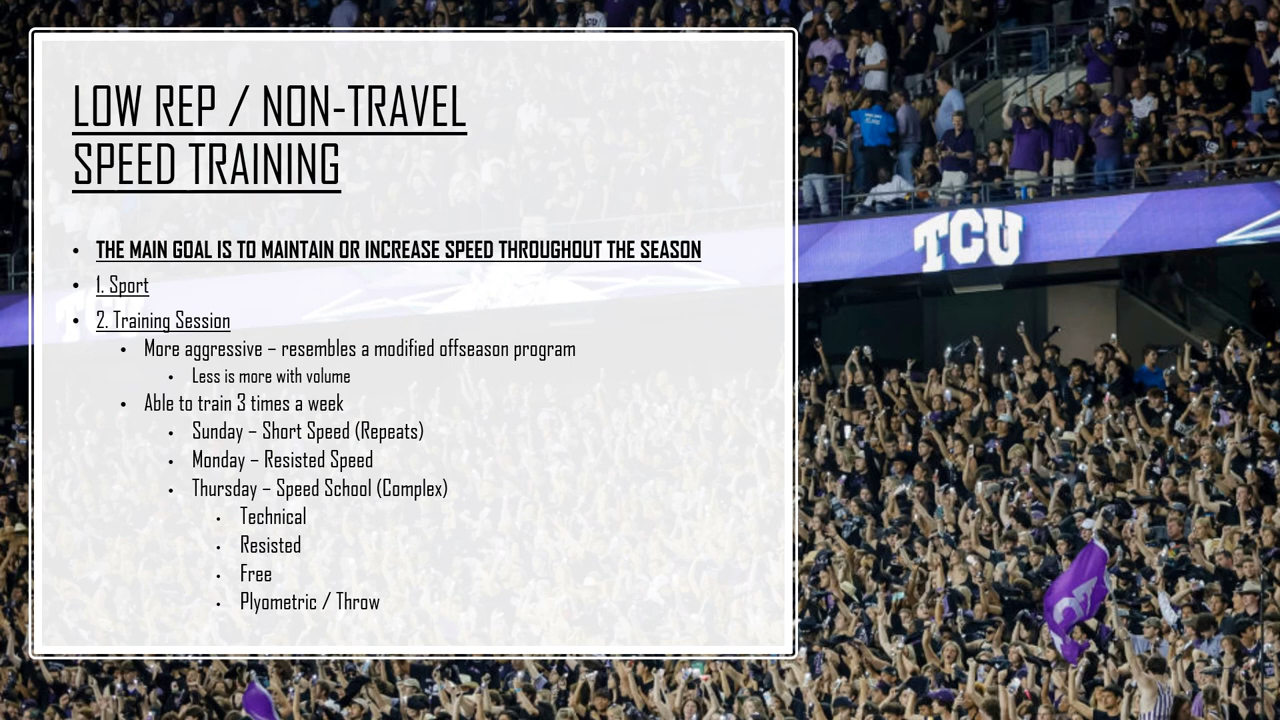 LOW REP / NON-TRAVEL
SPEED TRAINING
• THE MAIN GOAL IS TO MAINTAIN OR INCREASE SPEED THROUGHOUT THE SEASON
• 1. Sport
• 2. Training Session
• More aggressive – resembles a modified offseason program
• Less is more with volume
• Able to train 3 times a week
• Sunday – Short Speed (Repeats)
• Monday – Resisted Speed
• Thursday – Speed School (Complex)
• Technical
• Resisted
• Free
• Plyometric / Throw
TCU
TCU